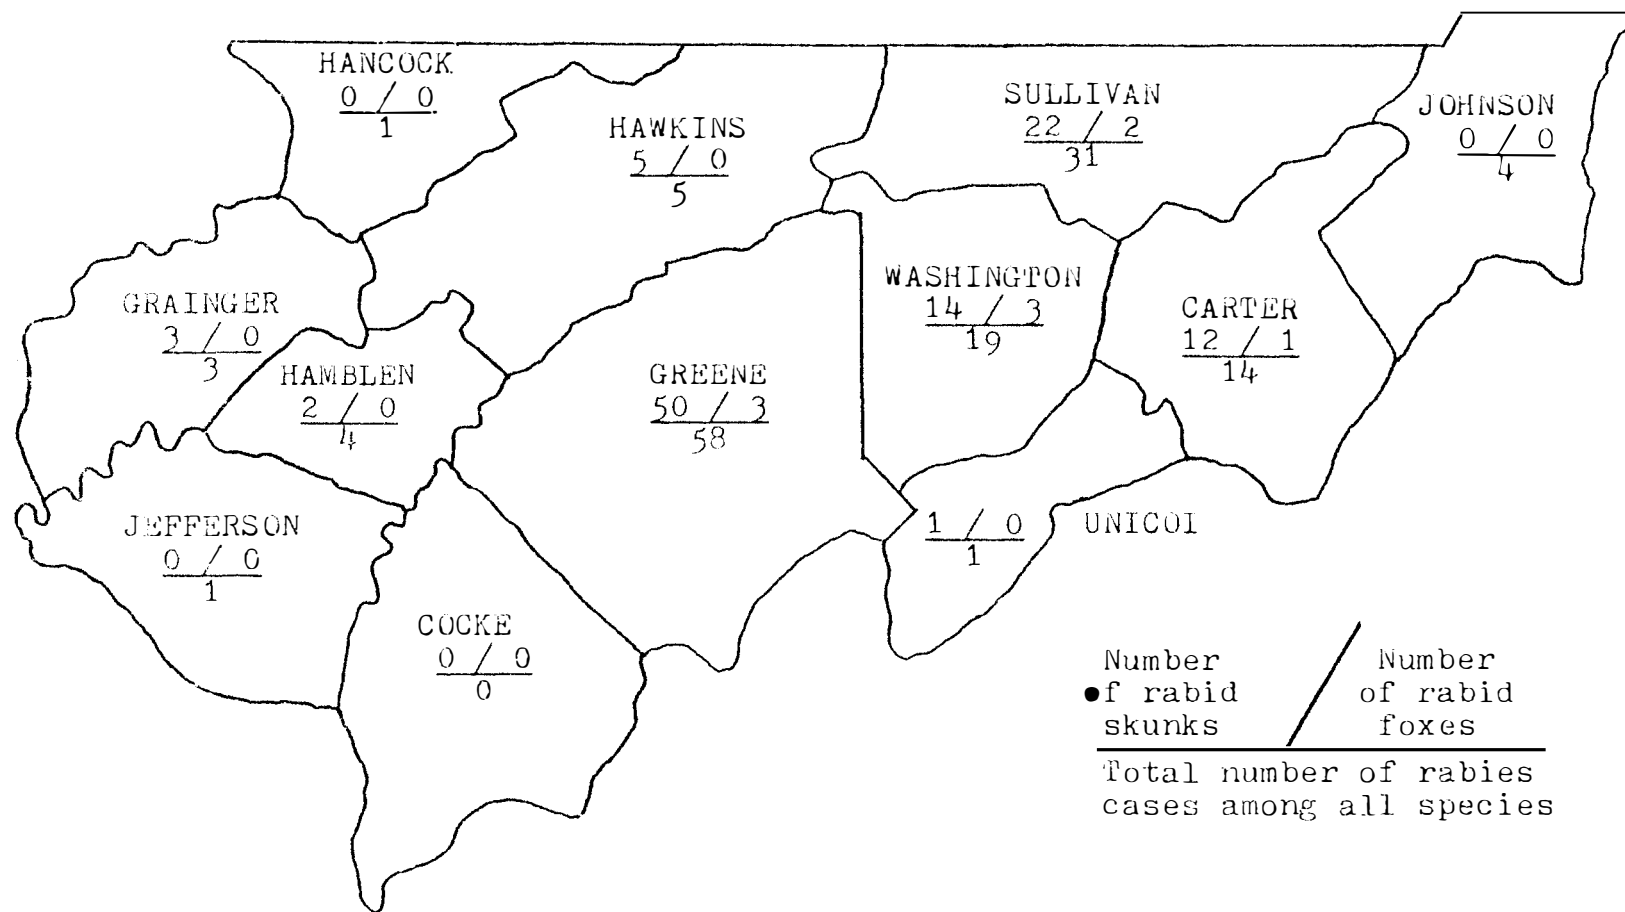 HANCOCK
0 / 0
1
HAWKINS
5 / 0
5
SULLIVAN
22 / 2
31
JOHNSON
0 / 0
4
GRAINGER
3 / 0
3
HAMBLEN
2 / 0
4
GREENE
50 / 3
58
WASHINGTON
14 / 3
19
CARTER
12 / 1
14
JEFFERSON
0 / 0
1
COCKE
0 / 0
0
1 / 0
1
UNICOI
Number
of rabid
skunks
/
Number
of rabid
foxes
Total number of rabies
cases among all species